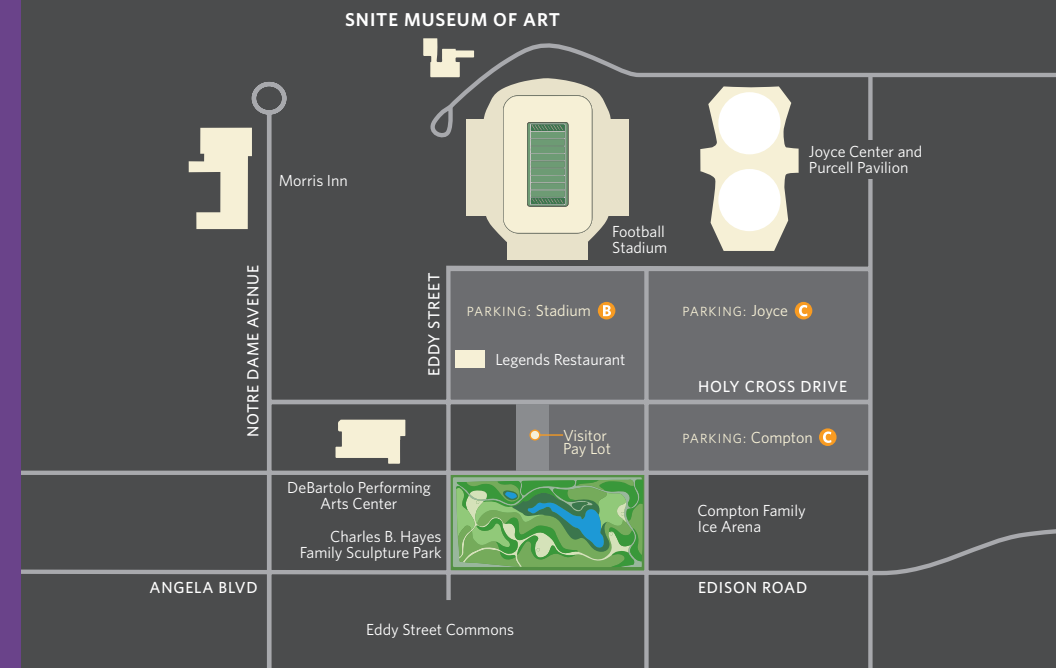 SNITE MUSEUM OF ART
Joyce Center and
Purcell Pavilion
Morris Inn
Football
Stadium
NOTRE DAME AVENUE
EDDY STREET
PARKING: Stadium B
PARKING: Joyce C
Legends Restaurant
HOLY CROSS DRIVE
Visitor
Pay Lot
PARKING: Compton C
DeBartolo Performing
Arts Center
Charles B. Hayes
Family Sculpture Park
Compton Family
Ice Arena
ANGELA BLVD
EDISON ROAD
Eddy Street Commons